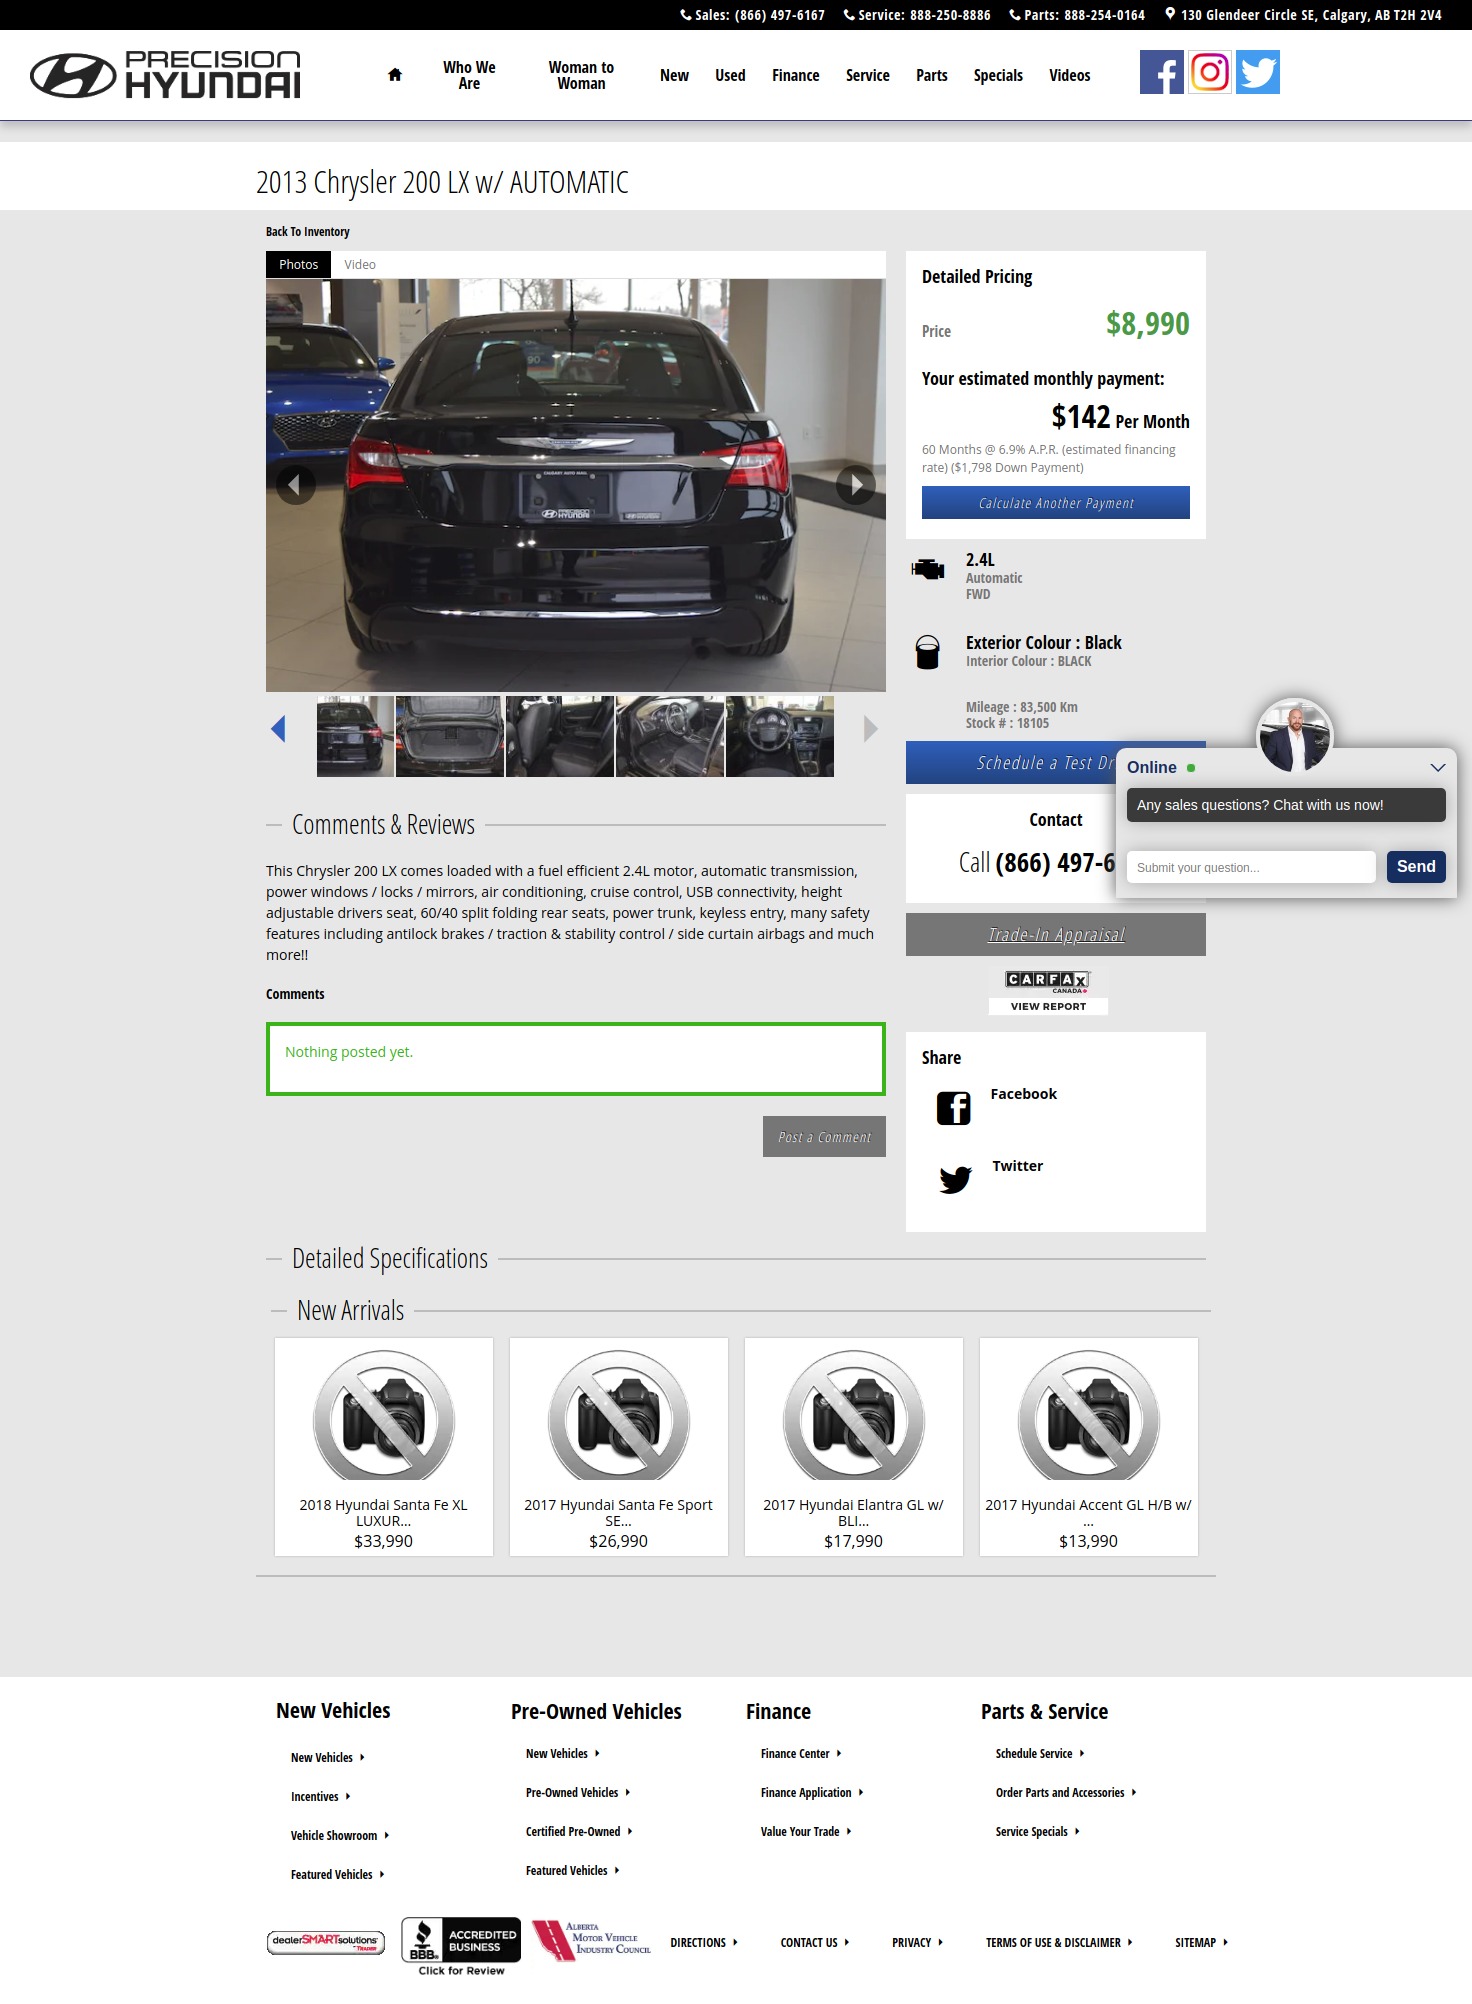 Sales: (866) 497-6167
Service: 888-250-8886
Parts: 888-254-0164
130 Glendeer Circle SE, Calgary, AB T2H 2V4
PRECISION
HYUNDAI
Who We
Are
Woman to
Woman
New
Used
Finance
Service
Parts
Specials
Videos
2013 Chrysler 200 LX w/ AUTOMATIC
Back To Inventory
Photos
Video
CALGARY AUTO MALL
PRECISION
HYUNDAI
Detailed Pricing
Price
$8,990
Your estimated monthly payment:
$142 Per Month
60 Months @ 6.9% A.P.R. (estimated financing
rate) ($1,798 Down Payment)
Calculate Another Payment
2.4L
Automatic
FWD
Exterior Colour : Black
Interior Colour : BLACK
Mileage : 83,500 Km
Stock # : 18105
Schedule a Test Dr
Contact
Call (866) 497-6
Online
Any sales questions? Chat with us now!
Submit your question...
Send
Trade-In Appraisal
CARFAX
CANADA
VIEW REPORT
Share
Facebook
Twitter
Comments & Reviews
This Chrysler 200 LX comes loaded with a fuel efficient 2.4L motor, automatic transmission,
power windows / locks / mirrors, air conditioning, cruise control, USB connectivity, height
adjustable drivers seat, 60/40 split folding rear seats, power trunk, keyless entry, many safety
features including antilock brakes / traction & stability control / side curtain airbags and much
more!!
Comments
Nothing posted yet.
Post a Comment
Detailed Specifications
New Arrivals
2018 Hyundai Santa Fe XL
LUXUR...
$33,990
2017 Hyundai Santa Fe Sport
SE...
$26,990
2017 Hyundai Elantra GL w/
BLI...
$17,990
2017 Hyundai Accent GL H/B w/
...
$13,990
New Vehicles
New Vehicles
Incentives
Vehicle Showroom
Featured Vehicles
Pre-Owned Vehicles
New Vehicles
Pre-Owned Vehicles
Certified Pre-Owned
Featured Vehicles
Finance
Finance Center
Finance Application
Value Your Trade
Parts & Service
Schedule Service
Order Parts and Accessories
Service Specials
dealerSMARTsolutions
by TRADER
BBB.
ACCREDITED
BUSINESS
Click for Review
ALBERTA
MOTOR VEHICLE
INDUSTRY COUNCIL
DIRECTIONS
CONTACT US
PRIVACY
TERMS OF USE & DISCLAIMER
SITEMAP